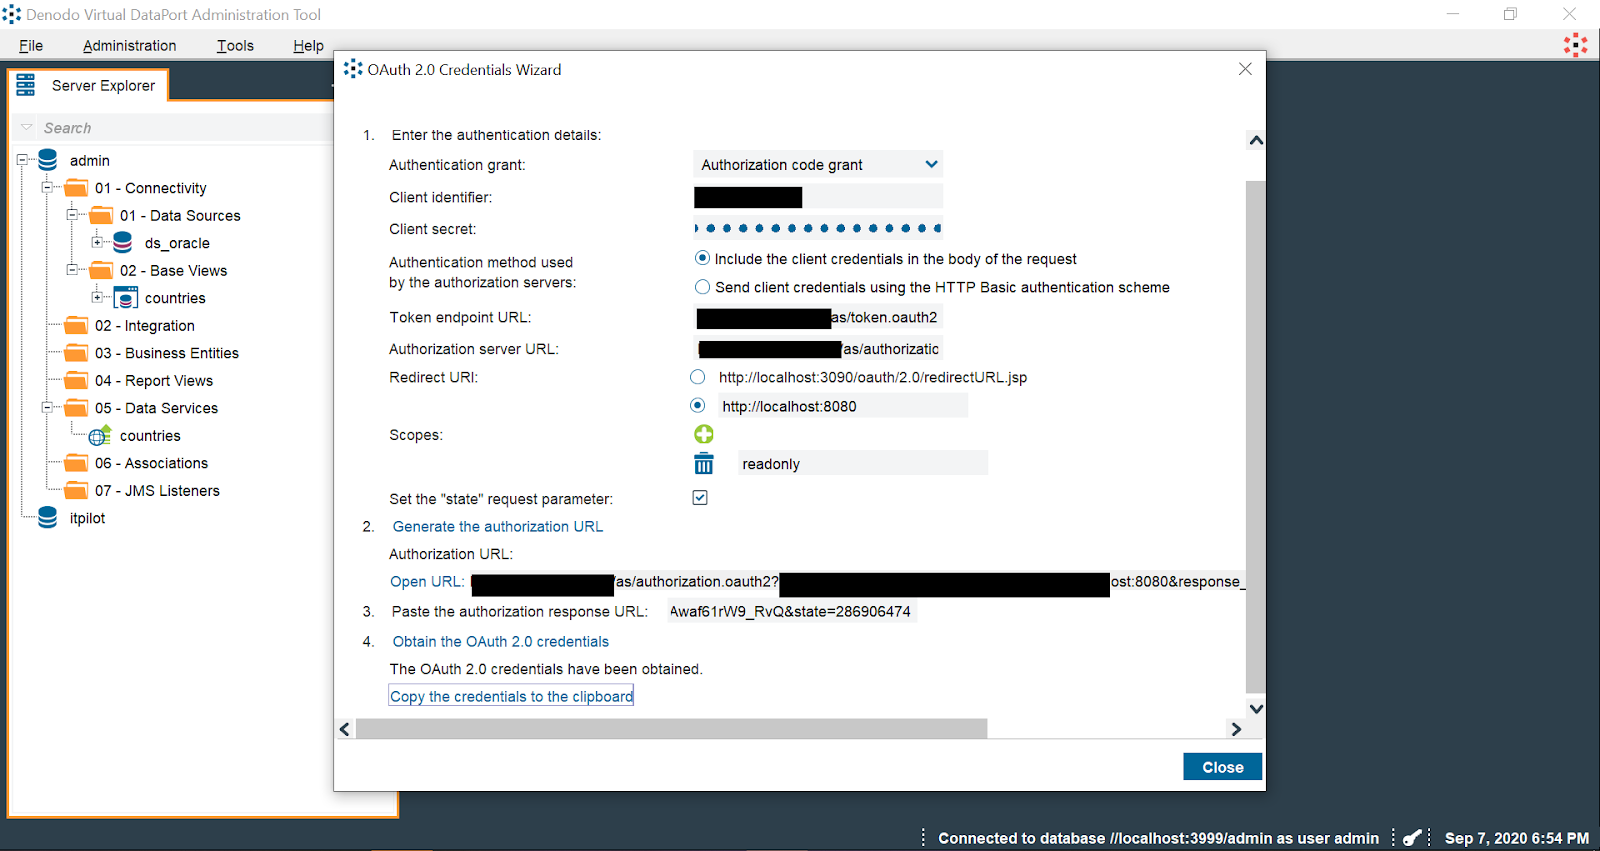 Denodo Virtual DataPort Administration Tool
File Administration Tools Help
Server Explorer
Search
admin
01 - Connectivity
01 - Data Sources
ds_oracle
02 - Base Views
countries
02 - Integration
03 - Business Entities
04 - Report Views
05 - Data Services
countries
06 - Associations
07 - JMS Listeners
itpilot
OAuth 2.0 Credentials Wizard
1. Enter the authentication details:
Authentication grant: Authorization code grant
Client identifier:
Client secret:
Authentication method used
by the authorization servers:
Include the client credentials in the body of the request
Send client credentials using the HTTP Basic authentication scheme
Token endpoint URL: as/token.oauth2
Authorization server URL: /as/authorizatic
Redirect URI: http://localhost:3090/oauth/2.0/redirectURL.jsp
http://localhost:8080
Scopes:
readonly
Set the "state" request parameter:
2. Generate the authorization URL
Authorization URL:
Open URL: /as/authorization.oauth2? ost:8080&response_
3. Paste the authorization response URL: Awaf61rW9_RvQ&state=286906474
4. Obtain the OAuth 2.0 credentials
The OAuth 2.0 credentials have been obtained.
Copy the credentials to the clipboard
Close
Connected to database //localhost:3999/admin as user admin Sep 7, 2020 6:54 PM